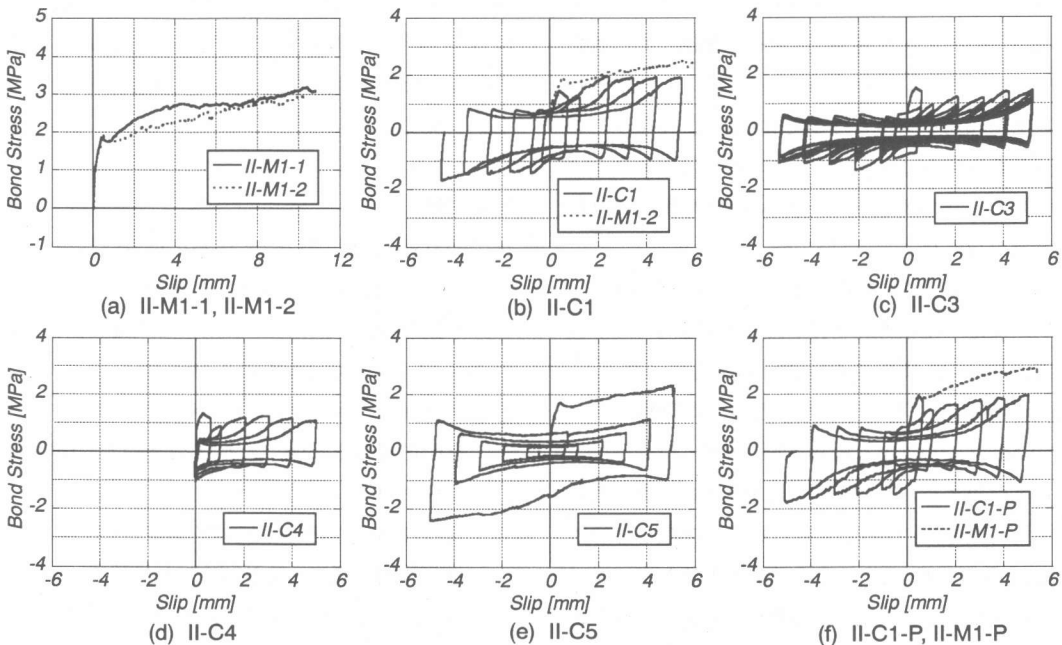 Bond Stress [MPa]
5
4
3
2
1
0
-1
II-M1-1
II-M1-2
0 4 8 12
Slip [mm]
(a) II-M1-1, II-M1-2
Bond Stress [MPa]
4
2
0
-2
-4
II-C1
II-M1-2
-6 -4 -2 0 2 4 6
Slip [mm]
(b) II-C1
Bond Stress [MPa]
4
2
0
-2
-4
II-C3
-6 -4 -2 0 2 4 6
Slip [mm]
(c) II-C3
Bond Stress [MPa]
4
2
0
-2
-4
II-C4
-6 -4 -2 0 2 4 6
Slip [mm]
(d) II-C4
Bond Stress [MPa]
4
2
0
-2
-4
II-C5
-6 -4 -2 0 2 4 6
Slip [mm]
(e) II-C5
Bond Stress [MPa]
4
2
0
-2
-4
II-C1-P
II-M1-P
-6 -4 -2 0 2 4 6
Slip [mm]
(f) II-C1-P, II-M1-P